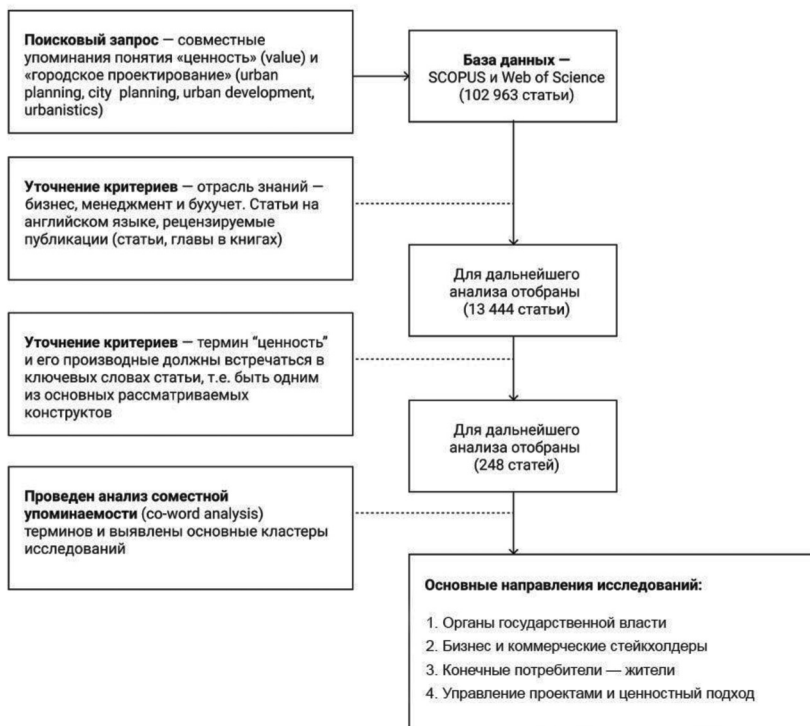 Поисковый запрос — совместные
упоминания понятия «ценность» (value) и
«городское проектирование» (urban
planning, city planning, urban development,
urbanistics)
База данных —
SCOPUS и Web of Science
(102 963 статьи)
Уточнение критериев — отрасль знаний —
бизнес, менеджмент и бухучет. Статьи на
английском языке, рецензируемые
публикации (статьи, главы в книгах)
Для дальнейшего
анализа отобраны
(13 444 статьи)
Уточнение критериев — термин “ценность”
и его производные должны встречаться в
ключевых словах статьи, т.е. быть одним
из основных рассматриваемых
конструктов
Для дальнейшего
анализа отобраны
(248 статей)
Проведен анализ соместной
упоминаемости (co-word analysis)
терминов и выявлены основные кластеры
исследований
Основные направления исследований:
1. Органы государственной власти
2. Бизнес и коммерческие стейкхолдеры
3. Конечные потребители — жители
4. Управление проектами и ценностный подход